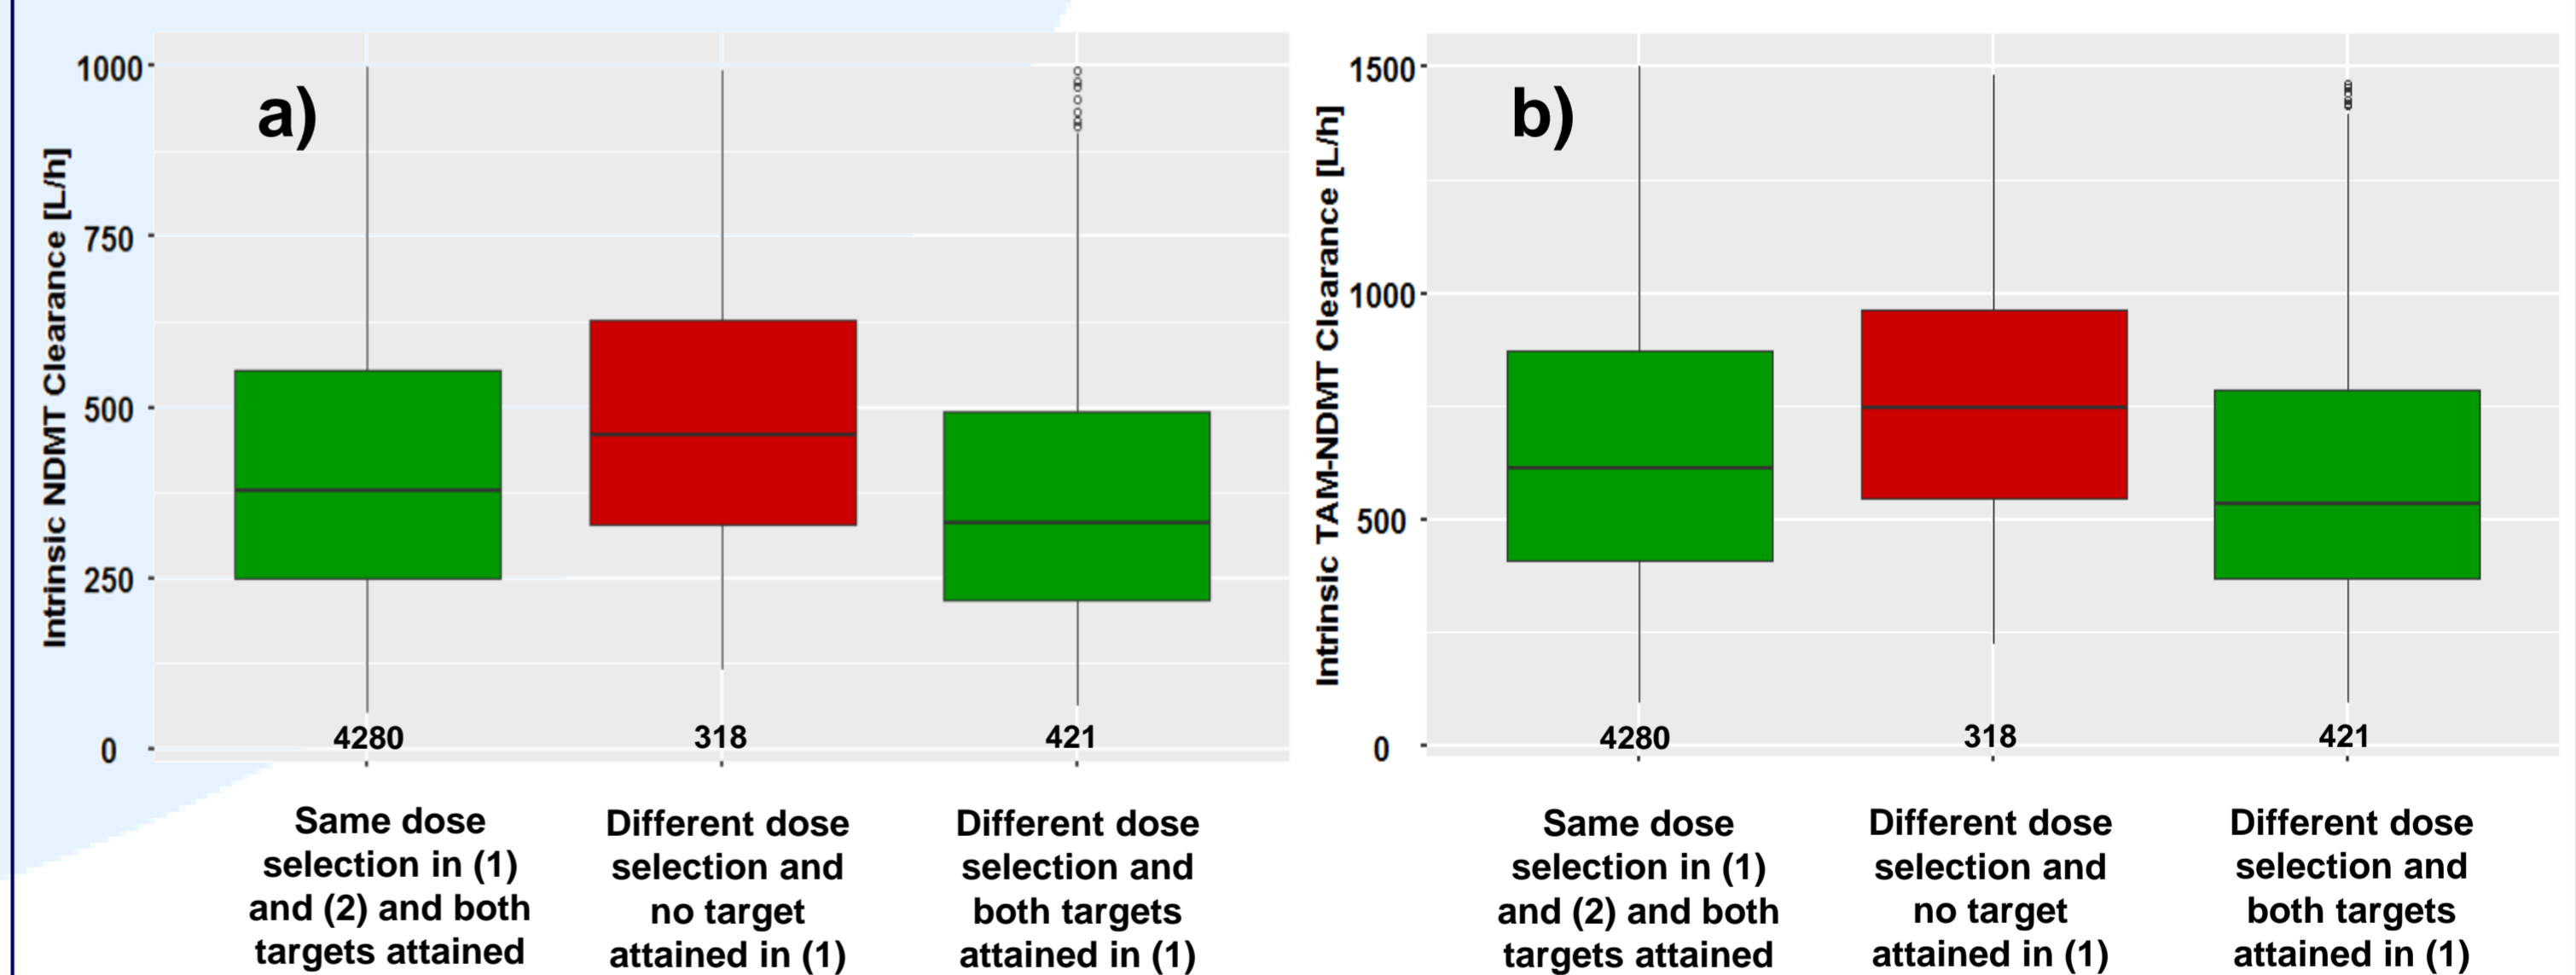 a)
Intrinsic NDMT Clearance [L/h]
1000
750
500
250
0
4280
318
421
Same dose
selection in (1)
and (2) and both
targets attained
Different dose
selection and
no target
attained in (1)
Different dose
selection and
both targets
attained in (1)
b)
Intrinsic TAM-NDMT Clearance [L/h]
1500
1000
500
0
4280
318
421
Same dose
selection in (1)
and (2) and both
targets attained
Different dose
selection and
no target
attained in (1)
Different dose
selection and
both targets
attained in (1)